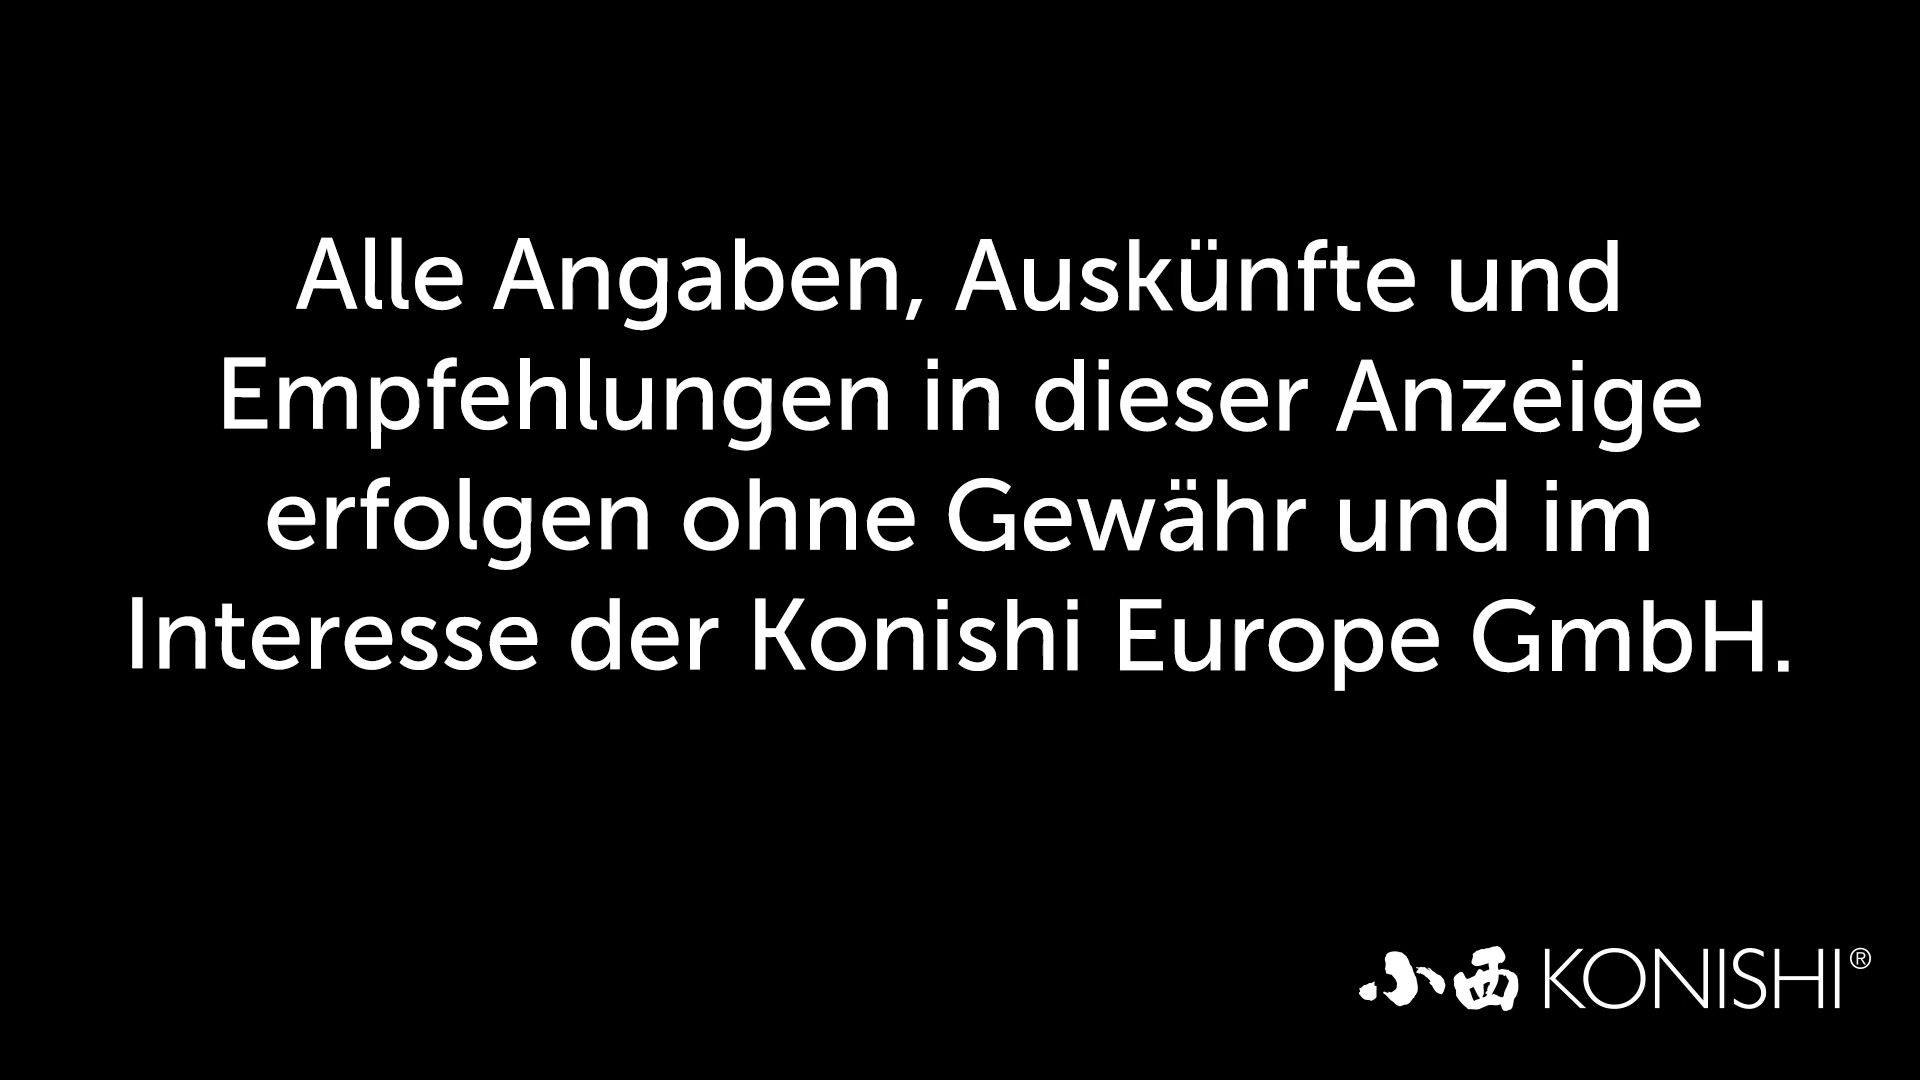 Alle Angaben, Auskünfte und
Empfehlungen in dieser Anzeige
erfolgen ohne Gewähr und im
Interesse der Konishi Europe GmbH.
小西 KONISHI®